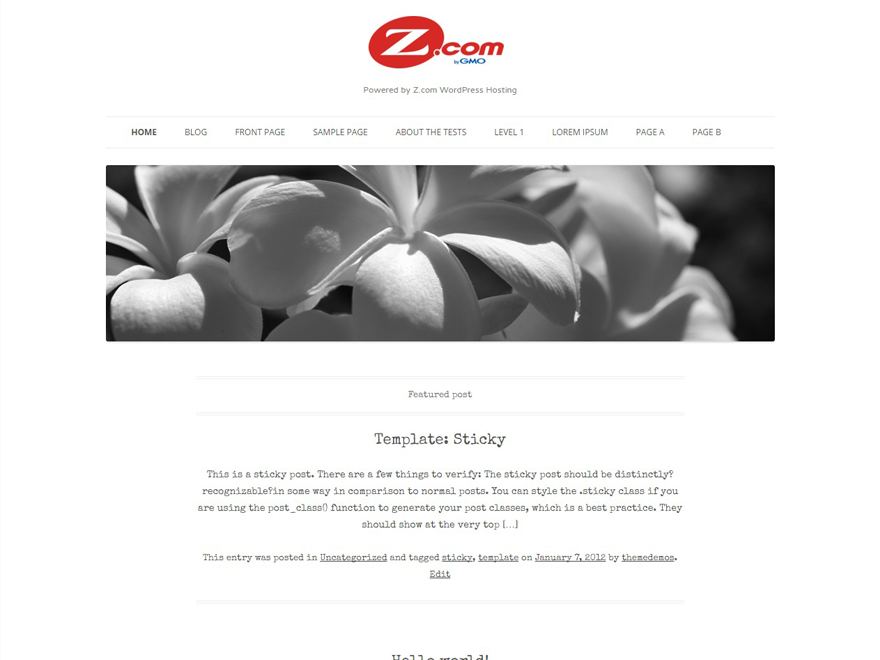 Z.com
by GMO
Powered by Z.com WordPress Hosting
HOME BLOG FRONT PAGE SAMPLE PAGE ABOUT THE TESTS LEVEL 1 LOREM IPSUM PAGE A PAGE B
Featured post
Template: Sticky
This is a sticky post. There are a few things to verify: The sticky post should be distinctly?
recognizable?in some way in comparison to normal posts. You can style the .sticky class if you
are using the post_class() function to generate your post classes, which is a best practice. They
should show at the very top […]
This entry was posted in Uncategorized and tagged sticky, template on January 7, 2012 by themedemos.
Edit
Hello world!